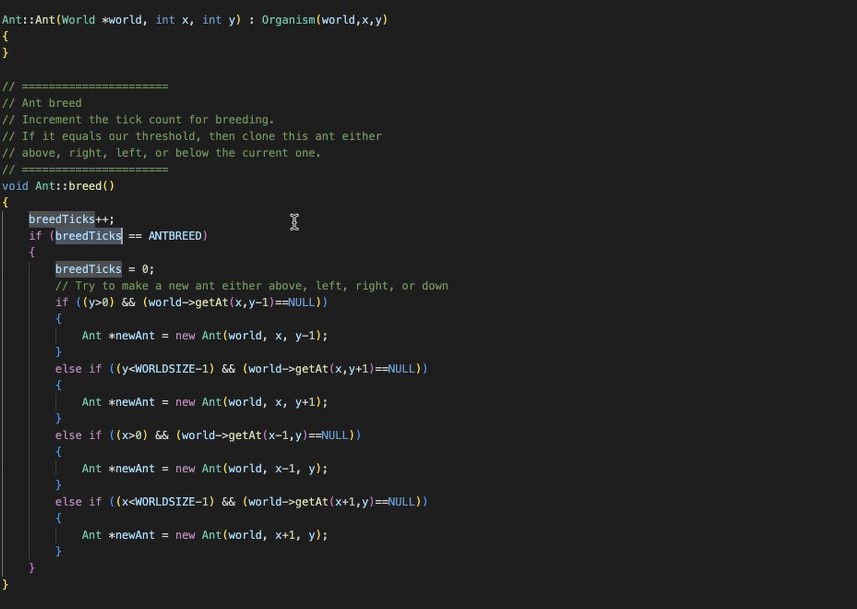 Ant::Ant(World *world, int x, int y) : Organism(world,x,y)
{
}
// ======================
// Ant breed
// Increment the tick count for breeding.
// If it equals our threshold, then clone this ant either
// above, right, left, or below the current one.
// ======================
void Ant::breed()
{
breedTicks++;
if (breedTicks == ANTBREED)
{
breedTicks = 0;
// Try to make a new ant either above, left, right, or down
if ((y>0) && (world->getAt(x,y-1)==NULL))
{
Ant *newAnt = new Ant(world, x, y-1);
}
else if ((y<WORLDSIZE-1) && (world->getAt(x,y+1)==NULL))
{
Ant *newAnt = new Ant(world, x, y+1);
}
else if ((x>0) && (world->getAt(x-1,y)==NULL))
{
Ant *newAnt = new Ant(world, x-1, y);
}
else if ((x<WORLDSIZE-1) && (world->getAt(x+1,y)==NULL))
{
Ant *newAnt = new Ant(world, x+1, y);
}
}
}